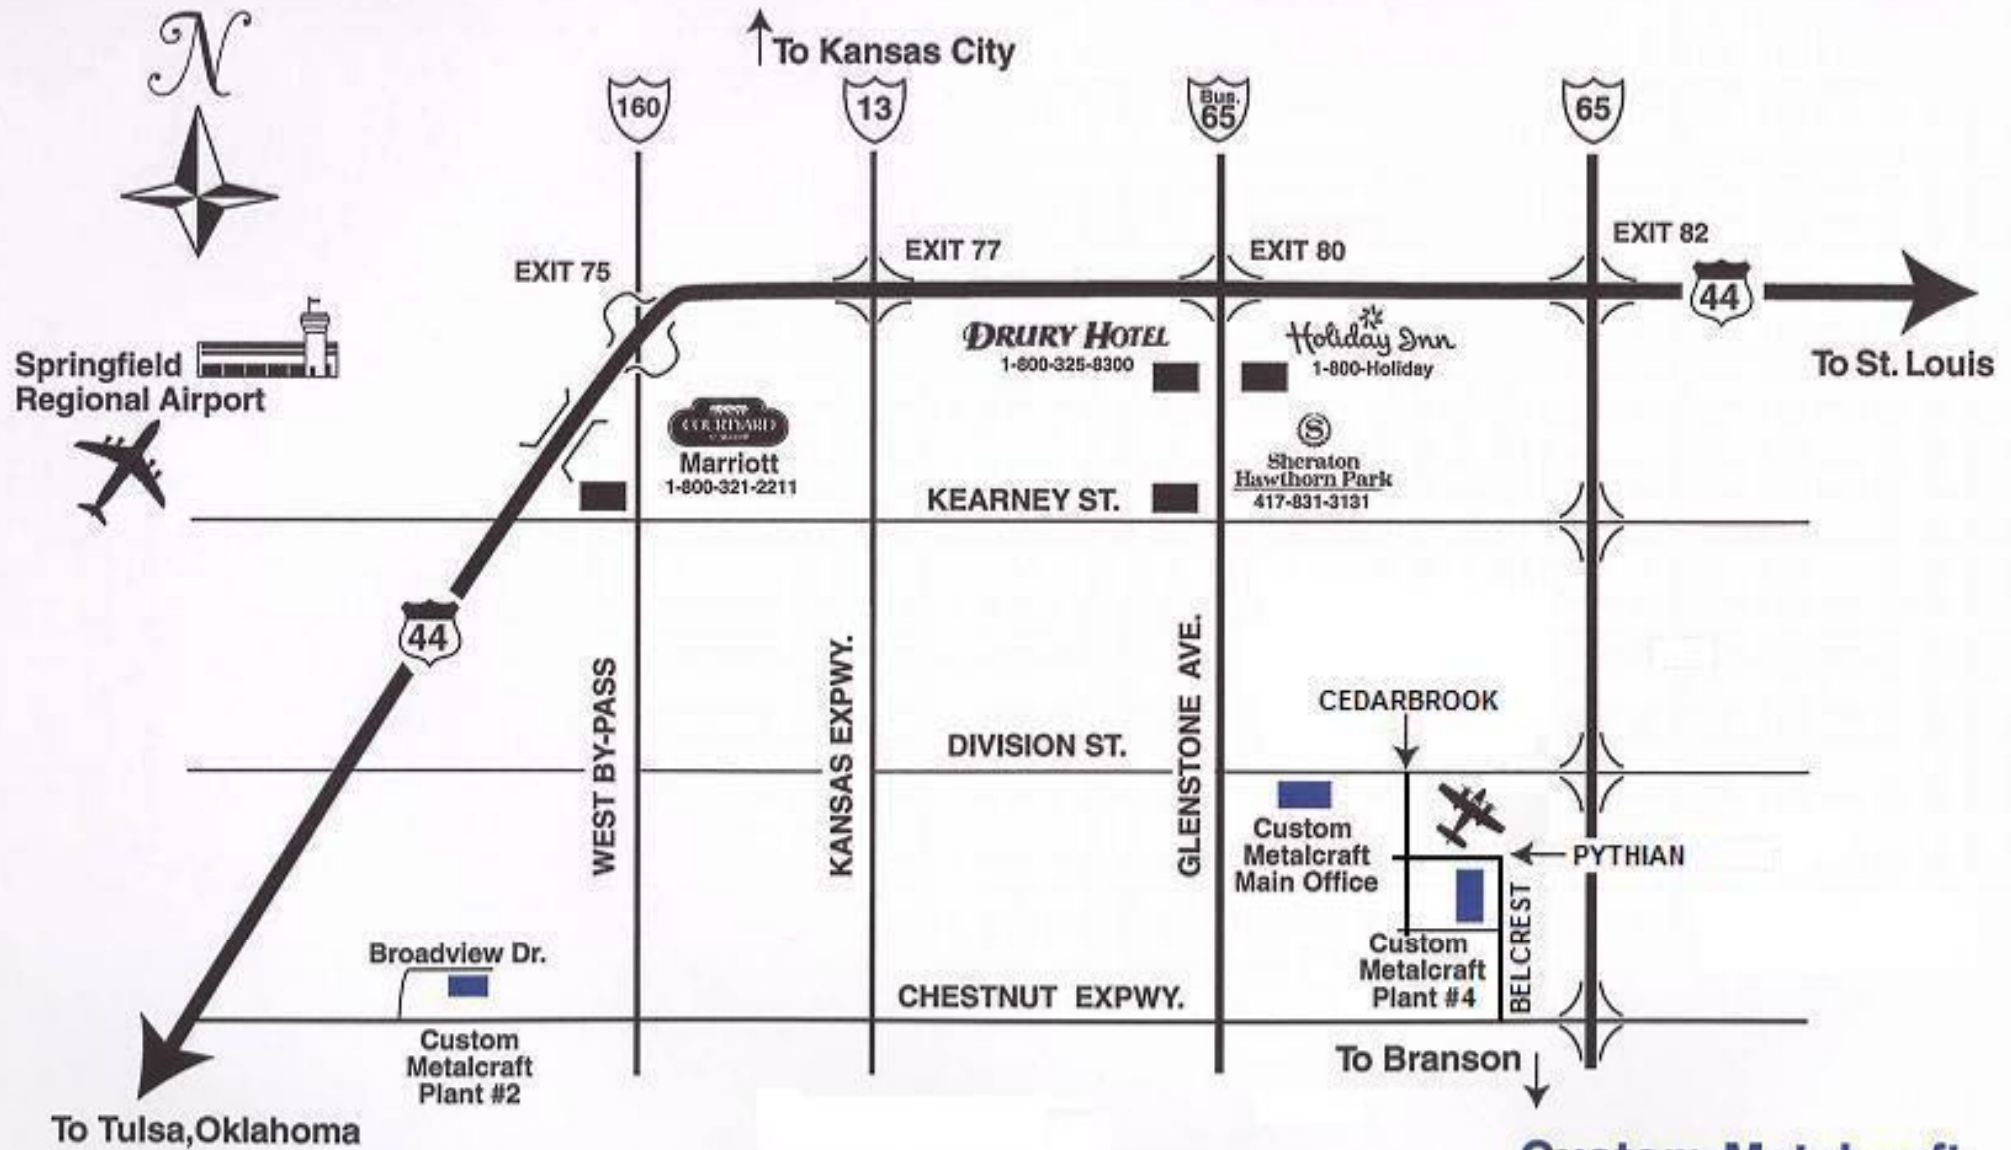 N
To Kansas City
160
13
Bus.
65
65
EXIT 75
EXIT 77
EXIT 80
EXIT 82
44
To St. Louis
Springfield
Regional Airport
DRURY HOTEL
1-800-325-8300
Holiday Inn
1-800-Holiday
COURTYARD
Marriott
1-800-321-2211
S
Sheraton
Hawthorn Park
417-831-3131
KEARNEY ST.
44
WEST BY-PASS
KANSAS EXPWY.
GLENSTONE AVE.
CEDARBROOK
DIVISION ST.
Custom
Metalcraft
Main Office
PYTHIAN
BELCREST
Custom
Metalcraft
Plant #4
Broadview Dr.
CHESTNUT EXPWY.
Custom
Metalcraft
Plant #2
To Branson
To Tulsa,Oklahoma